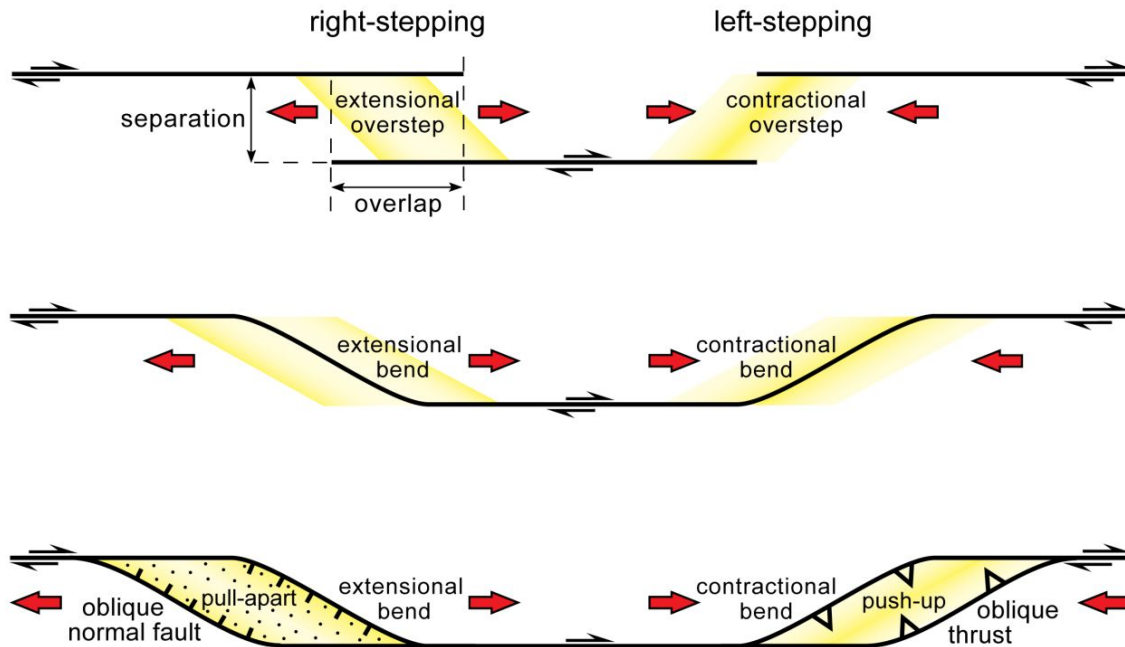 right-stepping
left-stepping
separation
extensional
overstep
contractional
overstep
overlap
extensional
bend
contractional
bend
oblique
normal fault
pull-apart
extensional
bend
contractional
bend
push-up
oblique
thrust